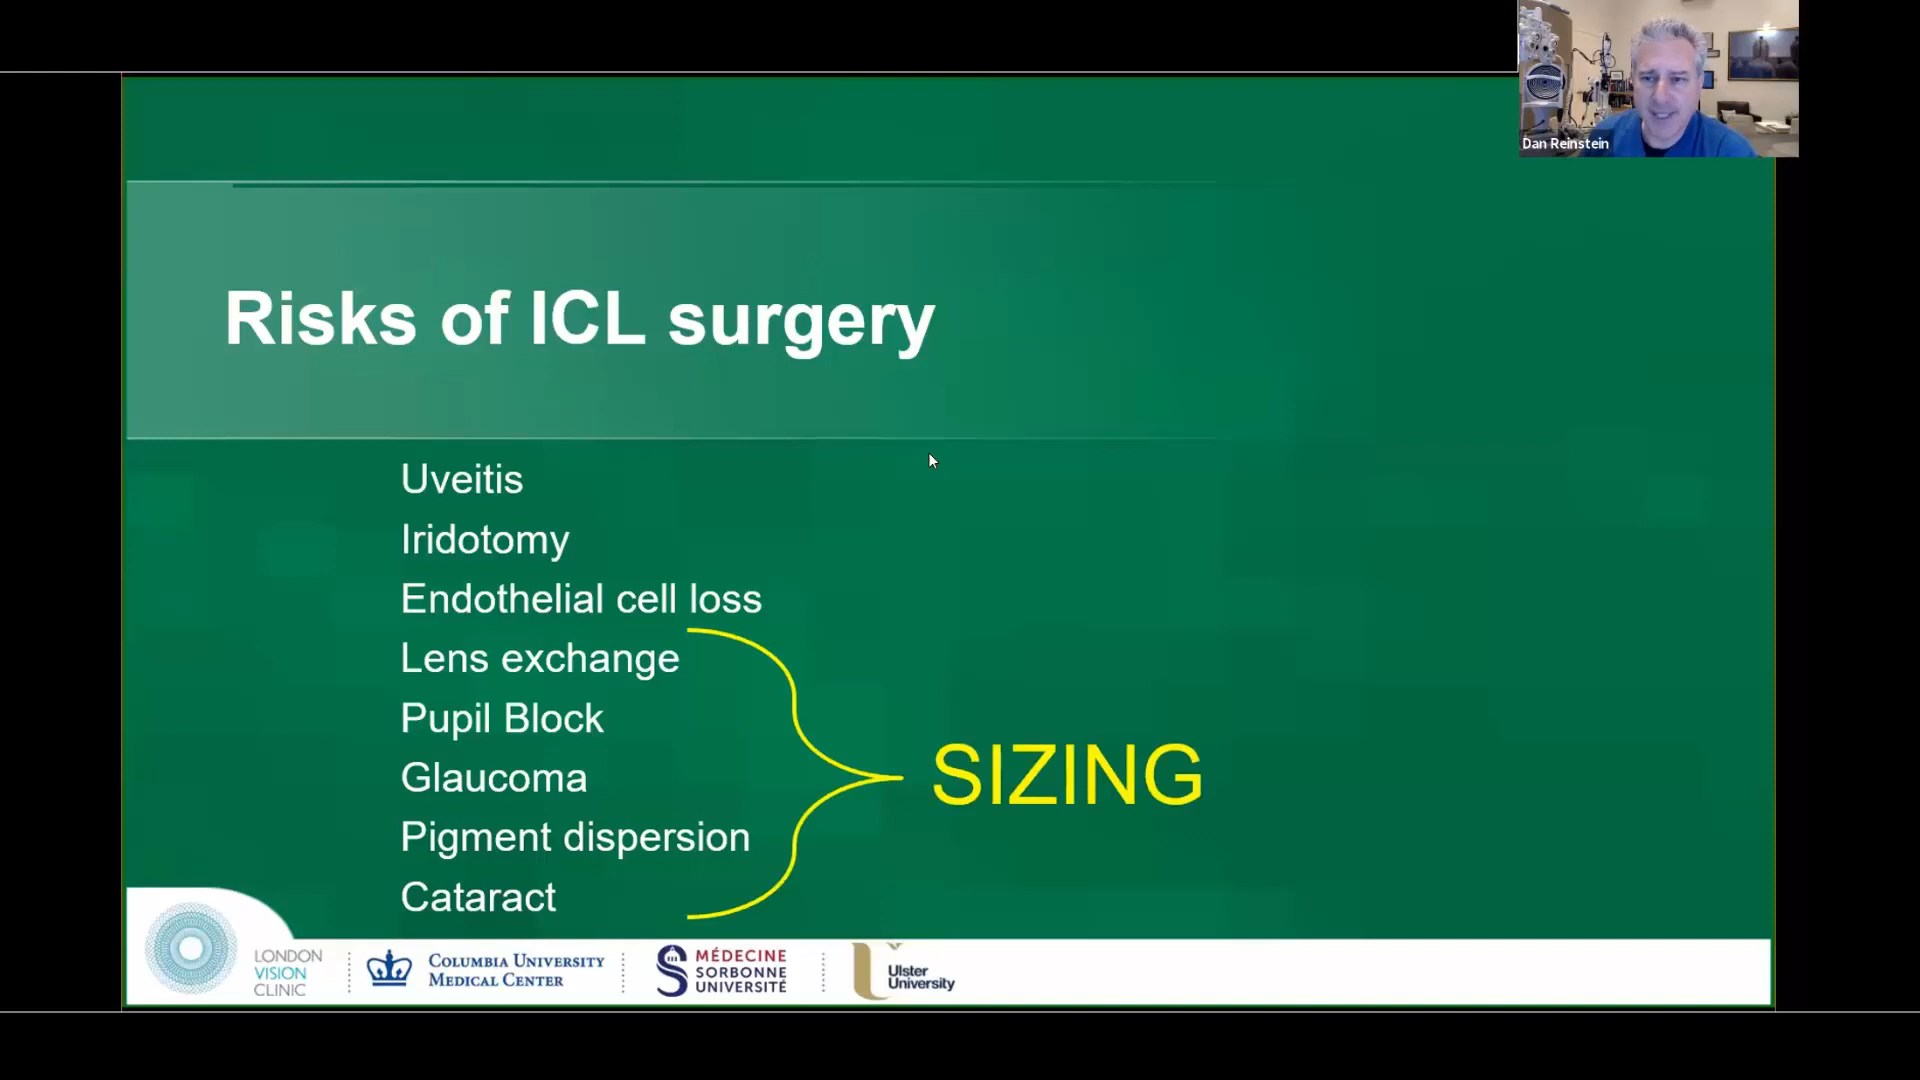 Dan Reinstein
Risks of ICL surgery
Uveitis
Iridotomy
Endothelial cell loss
Lens exchange
Pupil Block
Glaucoma
Pigment dispersion
Cataract
SIZING
LONDON
VISION
CLINIC
COLUMBIA UNIVERSITY
MEDICAL CENTER
MÉDECINE
SORBONNE
UNIVERSITÉ
Ulster
University